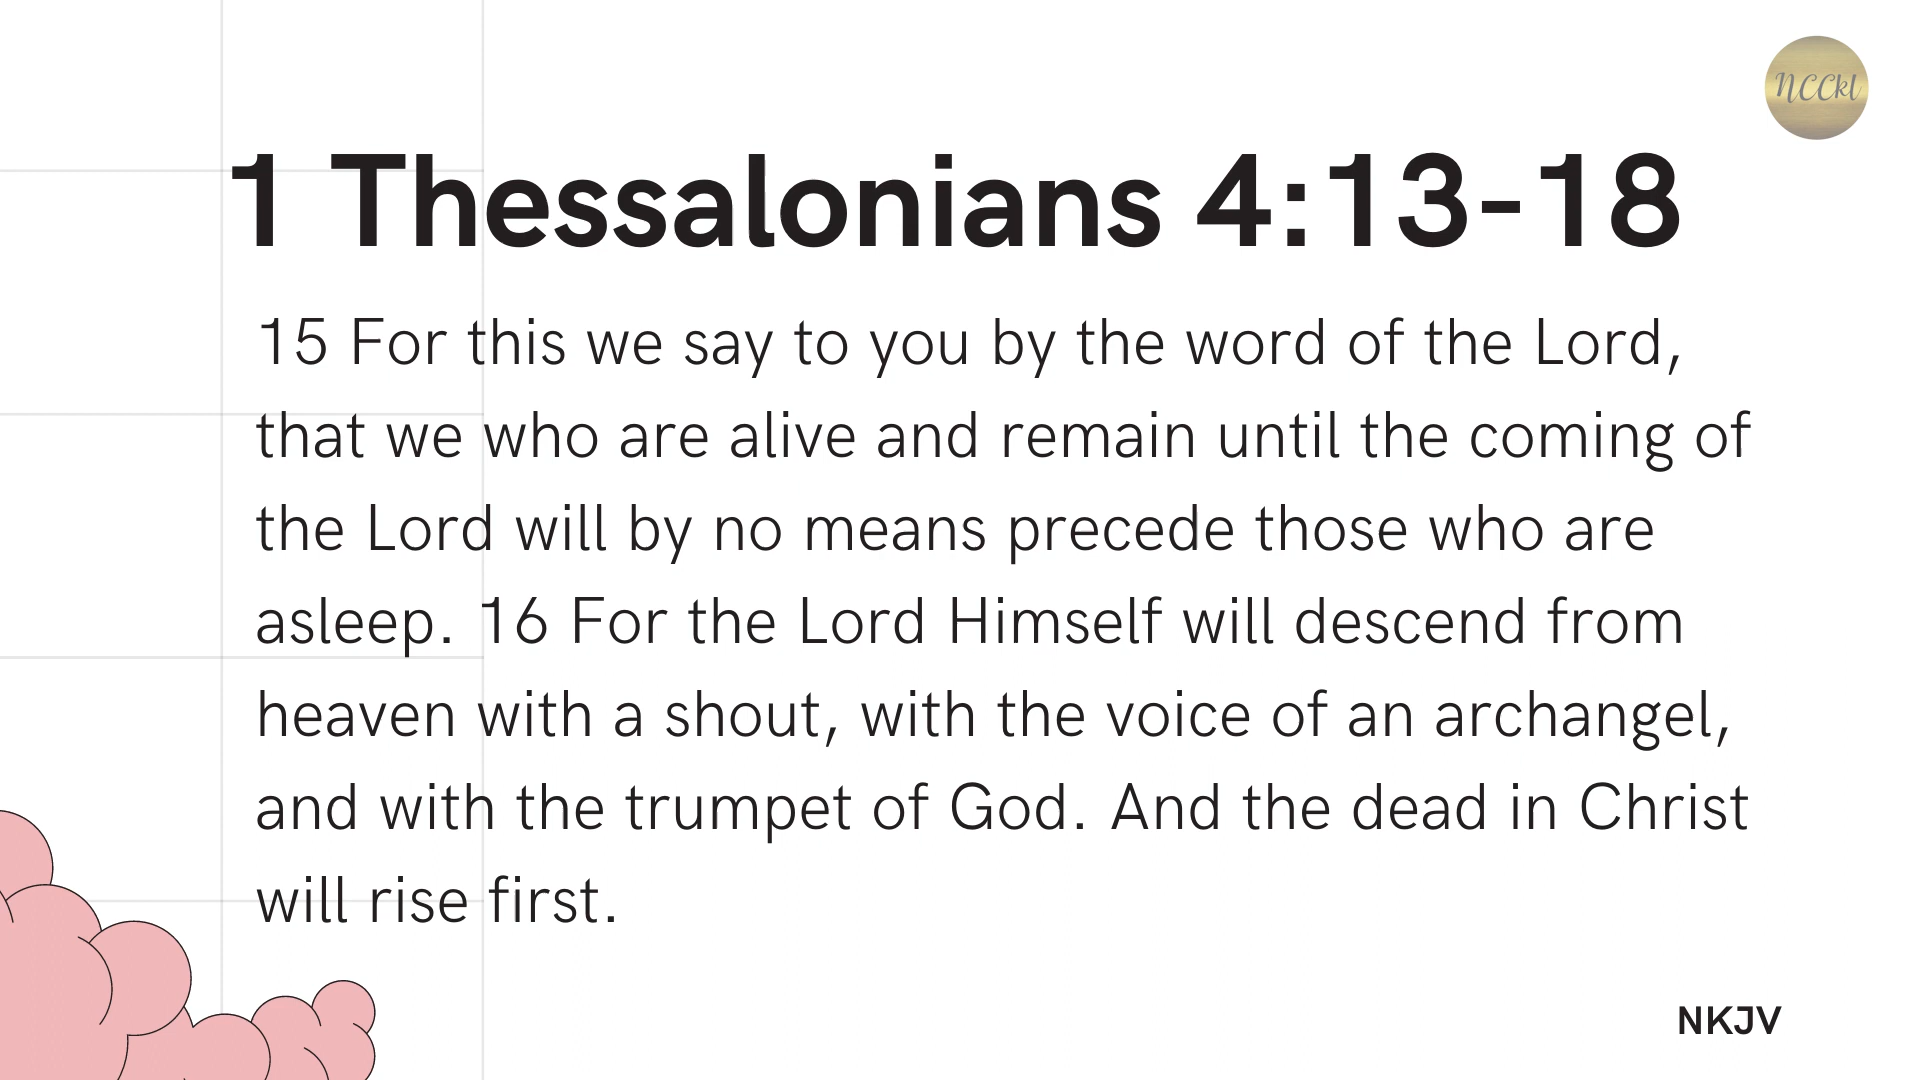 NCCkl
1 Thessalonians 4:13-18
15 For this we say to you by the word of the Lord,
that we who are alive and remain until the coming of
the Lord will by no means precede those who are
asleep. 16 For the Lord Himself will descend from
heaven with a shout, with the voice of an archangel,
and with the trumpet of God. And the dead in Christ
will rise first.
NKJV